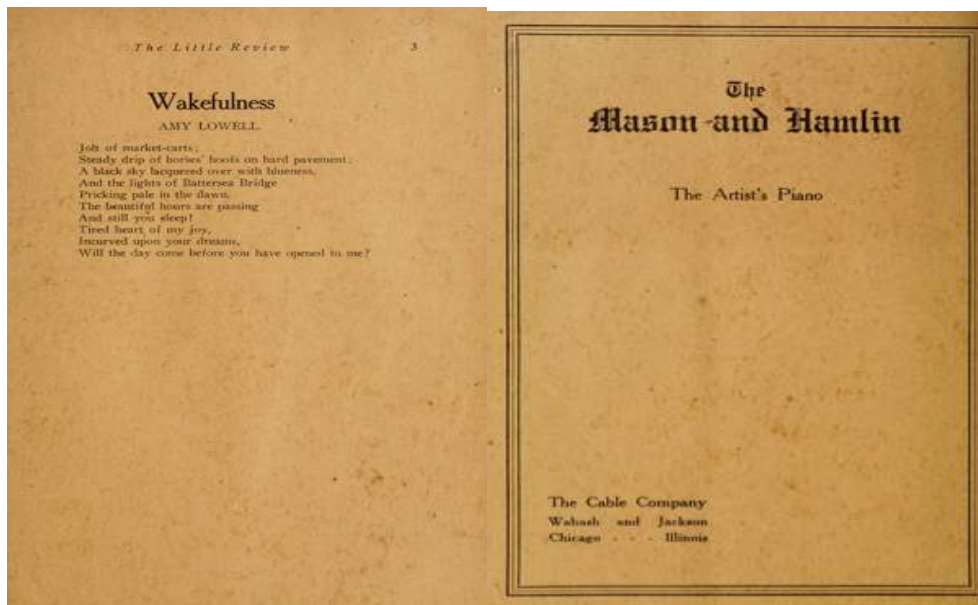 The Little Review 3
Wakefulness
AMY LOWELL
Jolt of market-carts;
Steady drip of horses' hoofs on hard pavement;
A black sky lacquered over with blueness,
And the lights of Battersea Bridge
Pricking pale in the dawn.
The beautiful hours are passing
And still you sleep!
Tired heart of my joy,
Incurved upon your dreams,
Will the day come before you have opened to me?
The
Mason and Hamlin
The Artist's Piano
The Cable Company
Wabash and Jackson
Chicago - - - Illinois